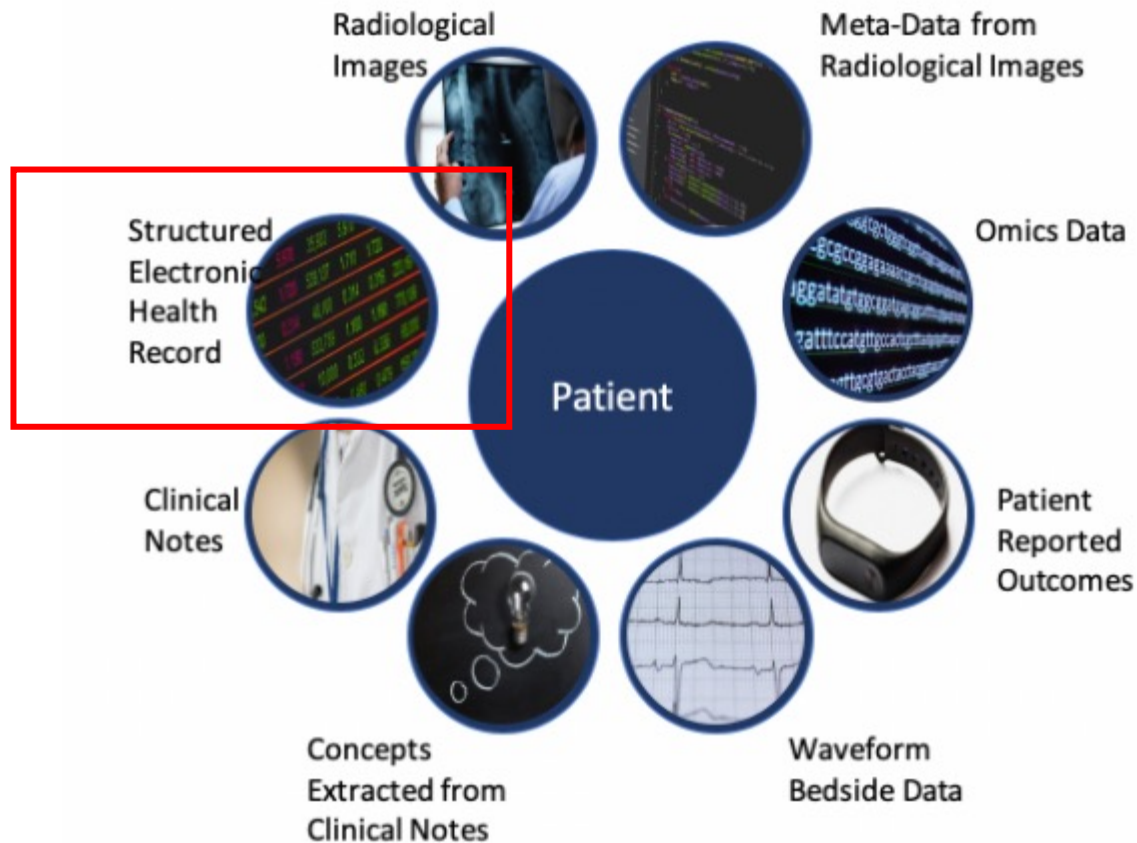 Radiological
Images
Meta-Data from
Radiological Images
Structured
Electronic
Health
Record
Omics Data
Patient
Clinical
Notes
Patient
Reported
Outcomes
Concepts
Extracted from
Clinical Notes
Waveform
Bedside Data